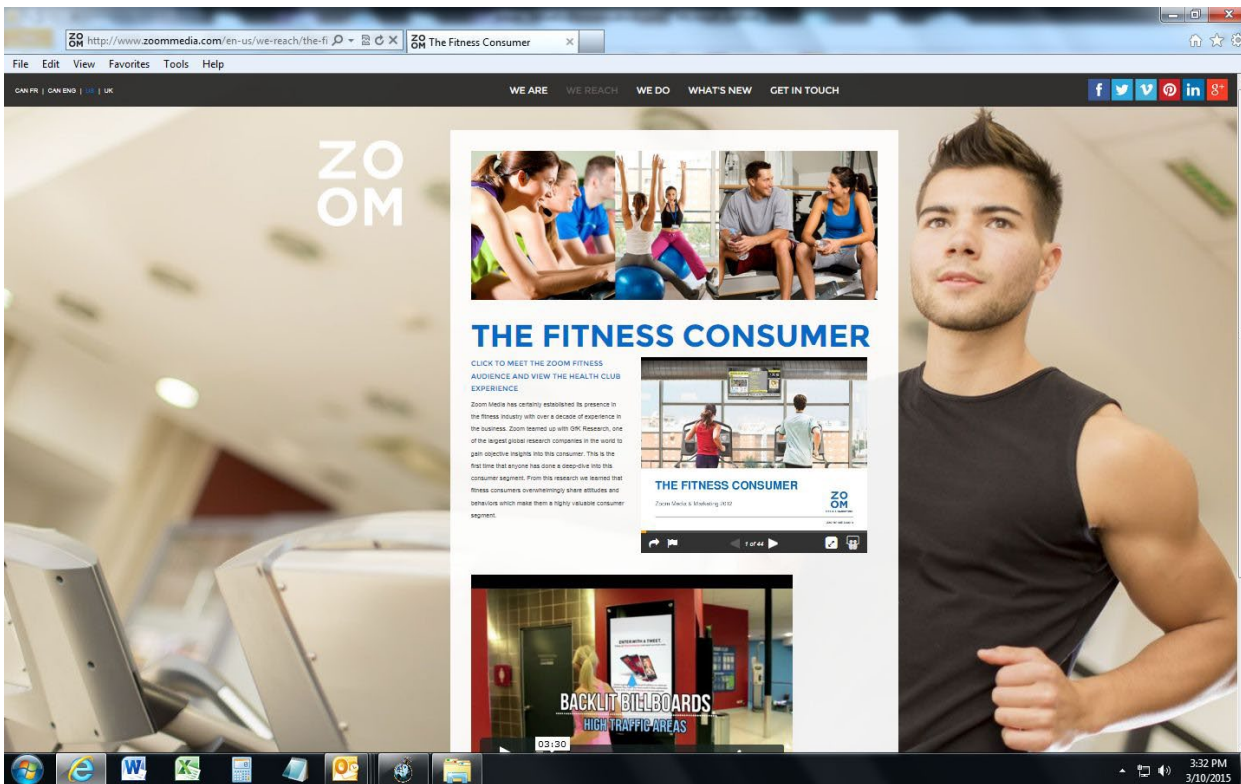 http://www.zoommedia.com/en-us/we-reach/the-fi
ZO
OM
The Fitness Consumer
File Edit View Favorites Tools Help
CAN FR | CAN ENG | US | UK
WE ARE WE REACH WE DO WHAT'S NEW GET IN TOUCH
ZO
OM
THE FITNESS CONSUMER
CLICK TO MEET THE ZOOM FITNESS
AUDIENCE AND VIEW THE HEALTH CLUB
EXPERIENCE
Zoom Media has certainly established its presence in
the fitness industry with over a decade of experience in
the business. Zoom teamed up with GfK Research, one
of the largest global research companies in the world to
gain objective insights into this consumer. This is the
first time that anyone has done a deep-dive into this
consumer segment. From this research we learned that
fitness consumers overwhelmingly share attitudes and
behaviors which make them a highly valuable consumer
segment.
THE FITNESS CONSUMER
Zoom Media & Marketing 2012
ZO
OM
1 of 44
ENTER WITH A TWEET.
BACKLIT BILLBOARDS
HIGH TRAFFIC AREAS
03:30
3:32 PM
3/10/2015